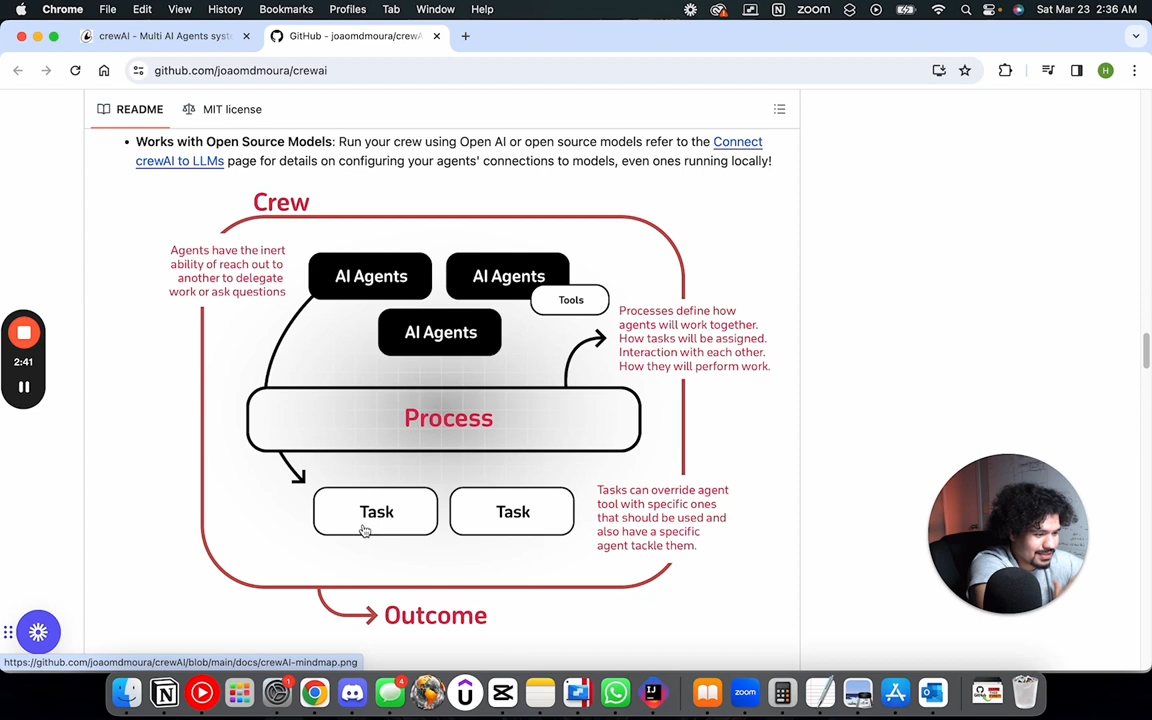 Chrome File Edit View History Bookmarks Profiles Tab Window Help zoom Sat Mar 23 2:36 AM
crewAI - Multi AI Agents syst
GitHub - joaomdmoura/crewA
github.com/joaomdmoura/crewai
H
README MIT license
• Works with Open Source Models: Run your crew using Open AI or open source models refer to the Connect
crewAI to LLMs page for details on configuring your agents' connections to models, even ones running locally!
Crew
Agents have the inert
ability of reach out to
another to delegate
work or ask questions
AI Agents
AI Agents
Tools
AI Agents
Processes define how
agents will work together.
How tasks will be assigned.
Interaction with each other.
How they will perform work.
2:41
Process
Task
Task
Tasks can override agent
tool with specific ones
that should be used and
also have a specific
agent tackle them.
Outcome
https://github.com/joaomdmoura/crewAI/blob/main/docs/crewAI-mindmap.png
1
4
zoom